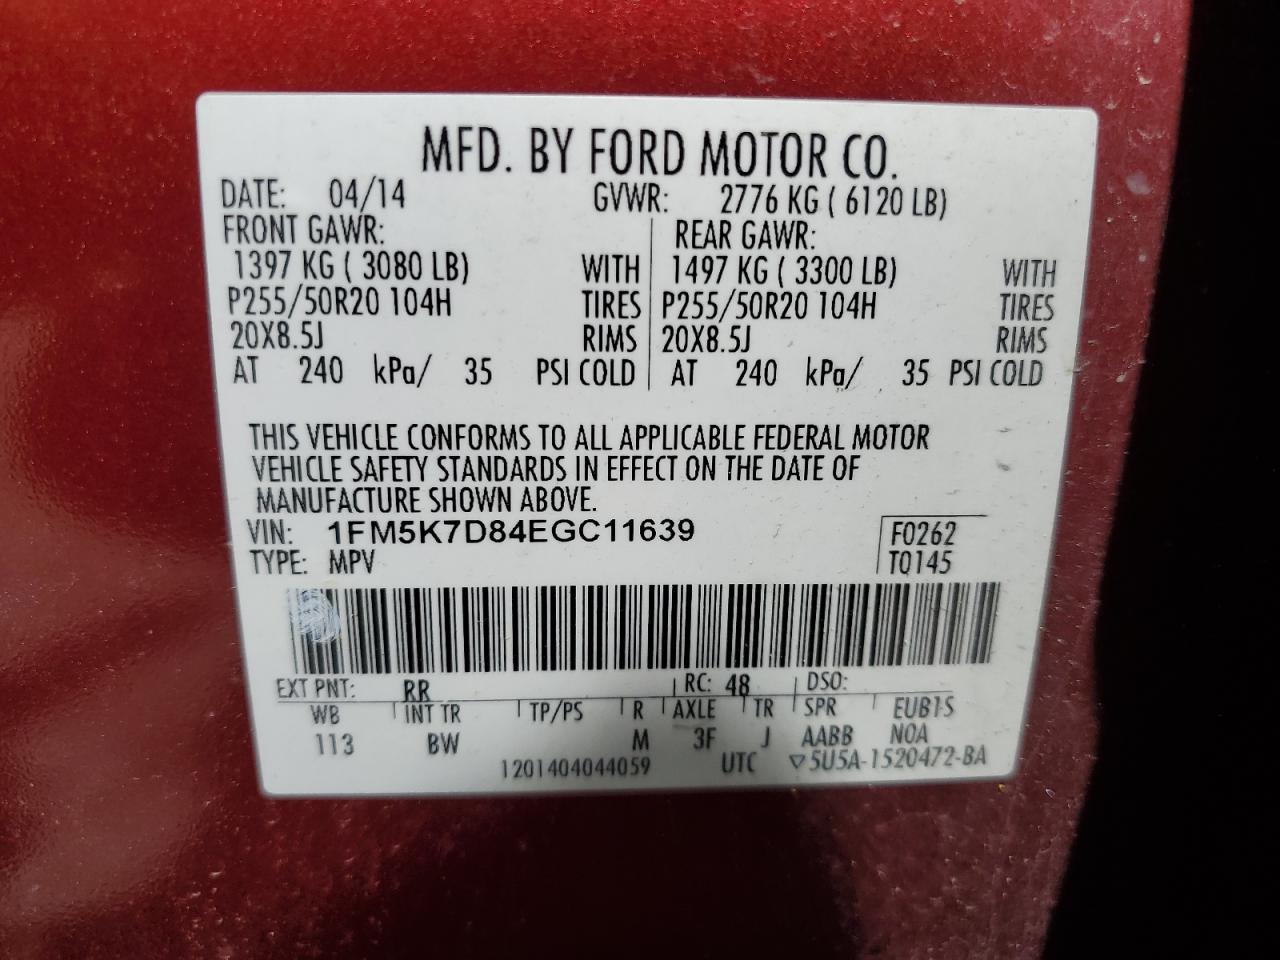 MFD. BY FORD MOTOR CO.
DATE: 04/14 GVWR: 2776 KG ( 6120 LB)
FRONT GAWR: REAR GAWR:
1397 KG ( 3080 LB) WITH 1497 KG ( 3300 LB) WITH
P255/50R20 104H TIRES P255/50R20 104H TIRES
20X8.5J RIMS 20X8.5J RIMS
AT 240 kPa/ 35 PSI COLD AT 240 kPa/ 35 PSI COLD
THIS VEHICLE CONFORMS TO ALL APPLICABLE FEDERAL MOTOR
VEHICLE SAFETY STANDARDS IN EFFECT ON THE DATE OF
MANUFACTURE SHOWN ABOVE.
VIN: 1FM5K7D84EGC11639 F0262
TYPE: MPV T0145
EXT PNT: RR RC: 48 DSO:
WB INT TR TP/PS R AXLE TR SPR EUB1S
113 BW M 3F J AABB N0A
1201404044059 UTC ▽5U5A-1520472-BA